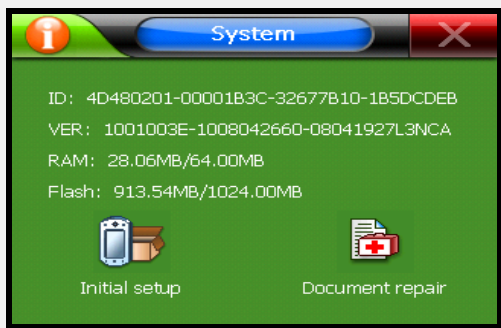 System
ID: 4D480201-00001B3C-32677B10-1B5DCDEB
VER: 1001003E-1008042660-08041927L3NCA
RAM: 28.06MB/64.00MB
Flash: 913.54MB/1024.00MB
Initial setup
Document repair